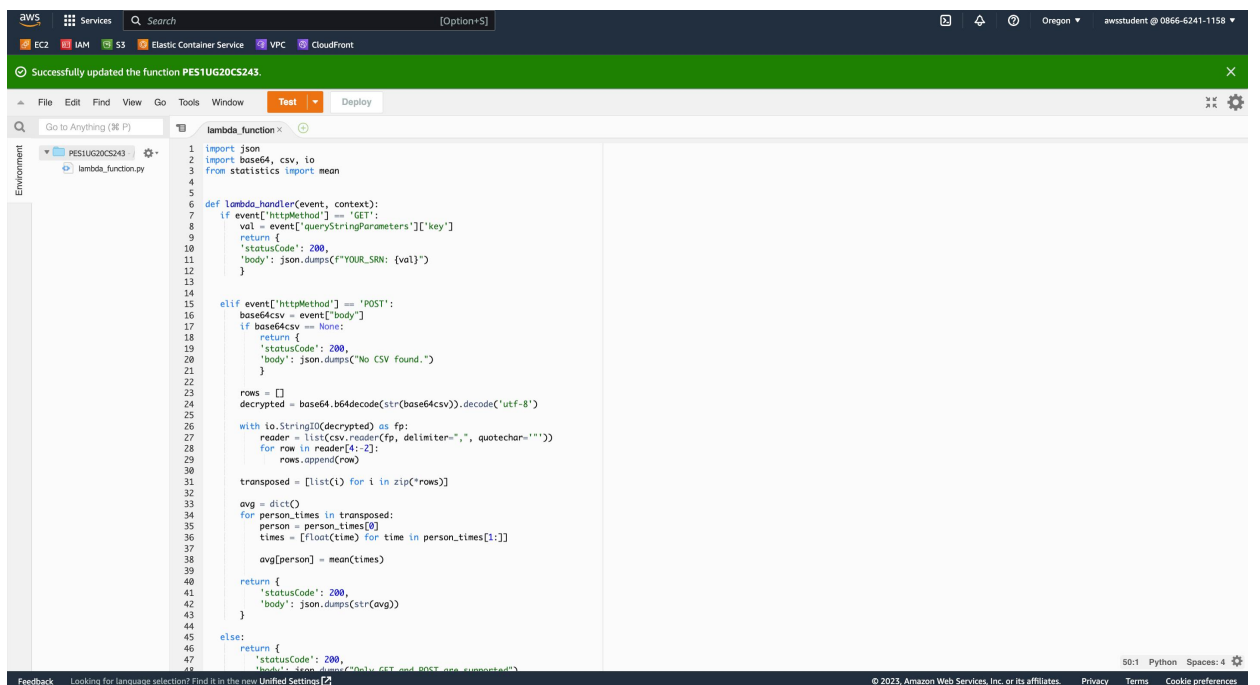 aws Services Search [Option+S] Oregon ▼ awsstudent @ 0866-6241-1158 ▼
EC2 IAM S3 Elastic Container Service VPC CloudFront
Successfully updated the function PES1UG20CS243.
File Edit Find View Go Tools Window Test Deploy
Go to Anything (⌘ P) lambda_function × +
Environment
PES1UG20CS243 -
lambda_function.py
1 import json
2 import base64, csv, io
3 from statistics import mean
4
5
6 def lambda_handler(event, context):
7 if event['httpMethod'] == 'GET':
8 val = event['queryStringParameters']['key']
9 return {
10 'statusCode': 200,
11 'body': json.dumps(f"YOUR_SRN: {val}")
12 }
13
14
15 elif event['httpMethod'] == 'POST':
16 base64csv = event["body"]
17 if base64csv == None:
18 return {
19 'statusCode': 200,
20 'body': json.dumps("No CSV found.")
21 }
22
23 rows = []
24 decrypted = base64.b64decode(str(base64csv)).decode('utf-8')
25
26 with io.StringIO(decrypted) as fp:
27 reader = list(csv.reader(fp, delimiter=",", quotechar='"'))
28 for row in reader[4:-2]:
29 rows.append(row)
30
31 transposed = [list(i) for i in zip(*rows)]
32
33 avg = dict()
34 for person_times in transposed:
35 person = person_times[0]
36 times = [float(time) for time in person_times[1:]]
37
38 avg[person] = mean(times)
39
40 return {
41 'statusCode': 200,
42 'body': json.dumps(str(avg))
43 }
44
45 else:
46 return {
47 'statusCode': 200,
48 'body': json.dumps("Only GET and POST are supported")
50:1 Python Spaces: 4
Feedback Looking for language selection? Find it in the new Unified Settings © 2023, Amazon Web Services, Inc. or its affiliates. Privacy Terms Cookie preferences